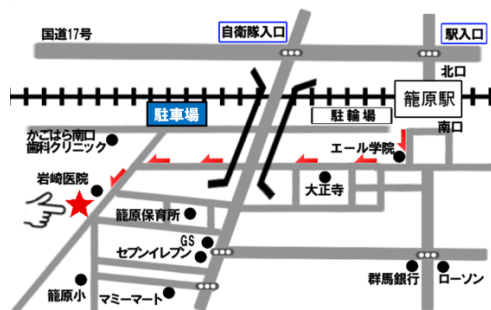 国道17号
自衛隊入口
駅入口
北口
籠原駅
南口
駐車場
駐輪場
かごはら南口
歯科クリニック
エール学院
岩崎医院
大正寺
籠原保育所
GS
セブンイレブン
群馬銀行
ローソン
籠原小
マミーマート